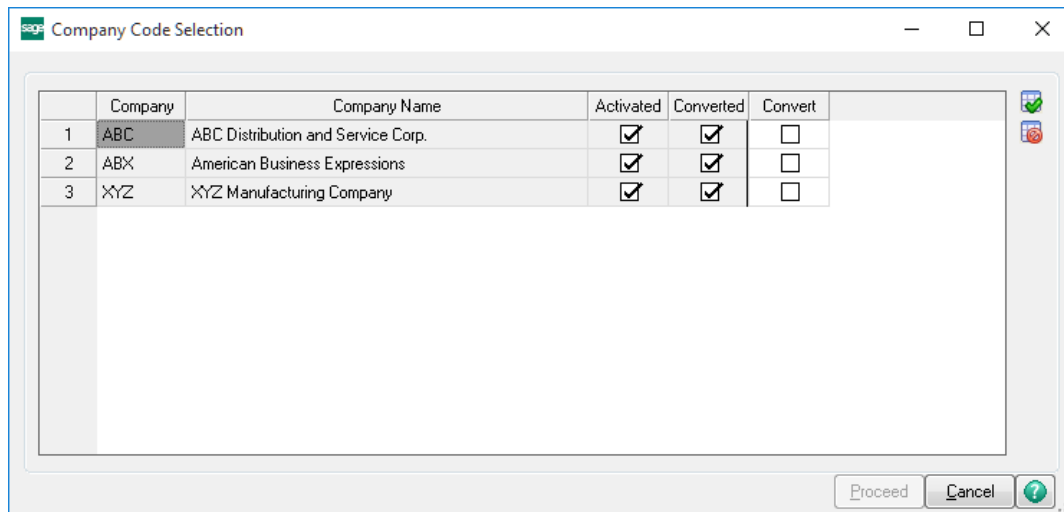 sage Company Code Selection
Company Company Name Activated Converted Convert
1 ABC ABC Distribution and Service Corp.
2 ABX American Business Expressions
3 XYZ XYZ Manufacturing Company
Proceed Cancel ?